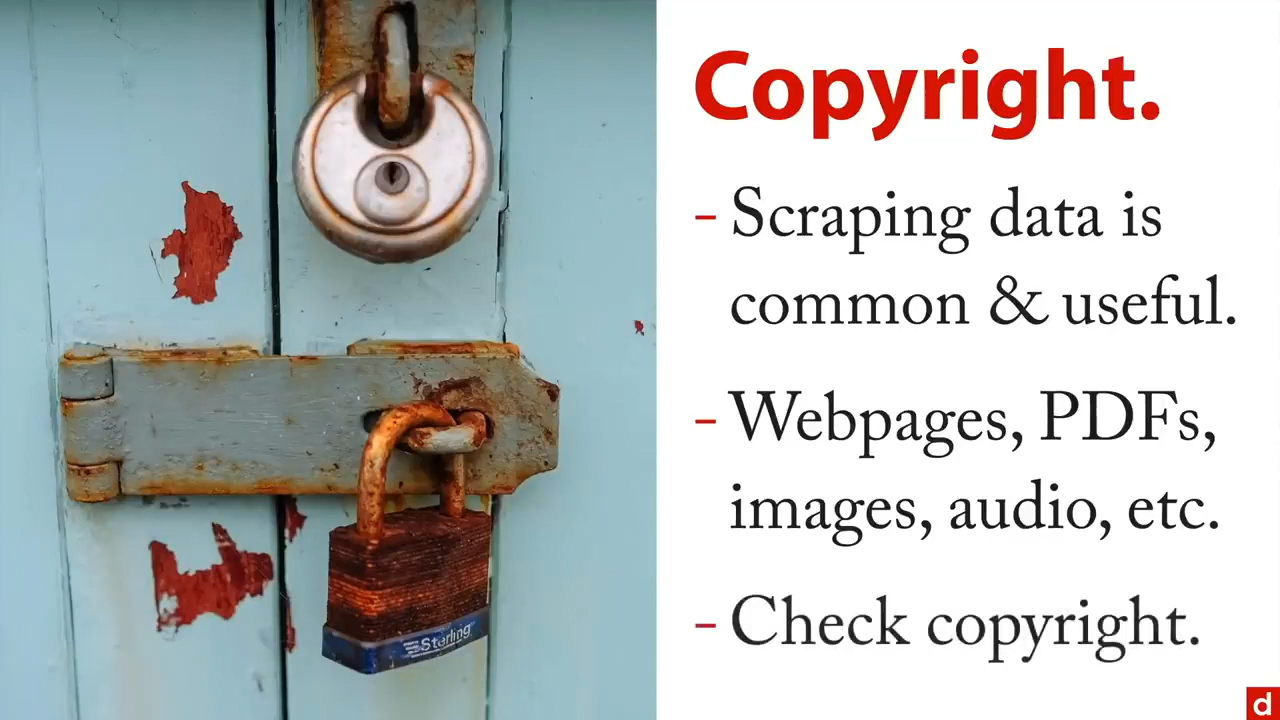 Copyright.
- Scraping data is
common & useful.
- Webpages, PDFs,
images, audio, etc.
- Check copyright.
Sterling
d